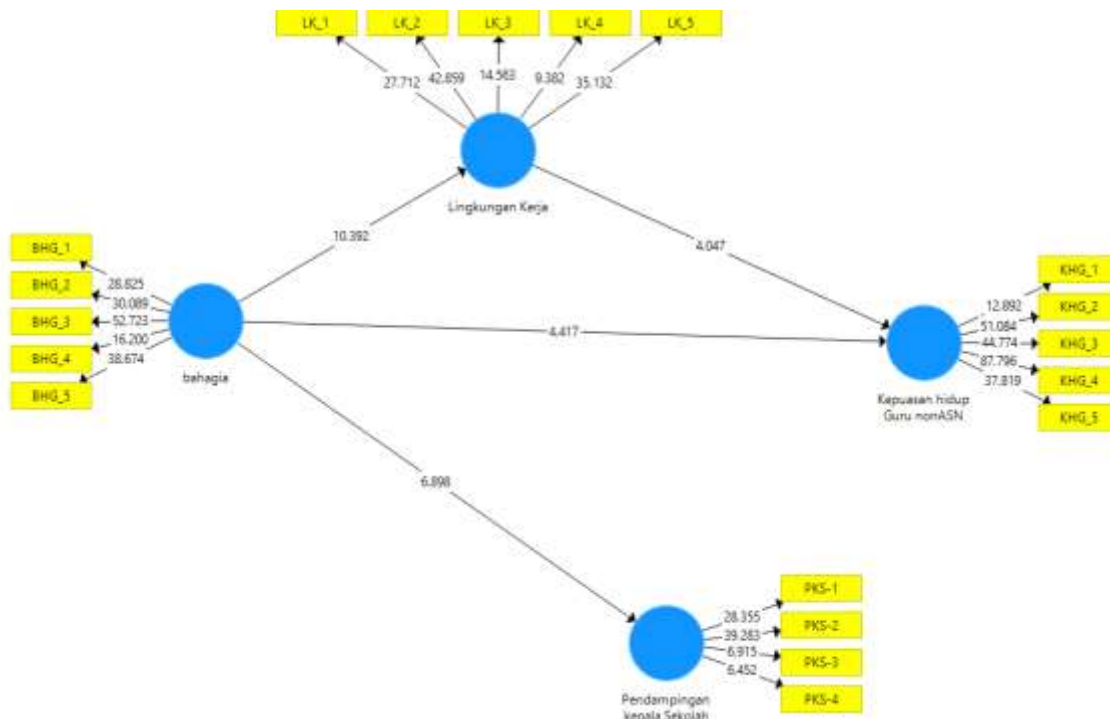 LK_1
LK_2
LK_3
LK_4
LK_5
27.712
42.859
14.563
9.382
35.132
Lingkungan Kerja
10.392
4.047
BHG_1
BHG_2
BHG_3
BHG_4
BHG_5
28.825
30.089
52.723
16.200
38.674
bahagia
4.417
KHG_1
KHG_2
KHG_3
KHG_4
KHG_5
12.892
51.084
44.774
87.796
37.819
Kepuasan hidup
Guru nonASN
6.898
PKS-1
PKS-2
PKS-3
PKS-4
28.355
39.283
6.915
6.452
Pendampingan
kepala Sekolah